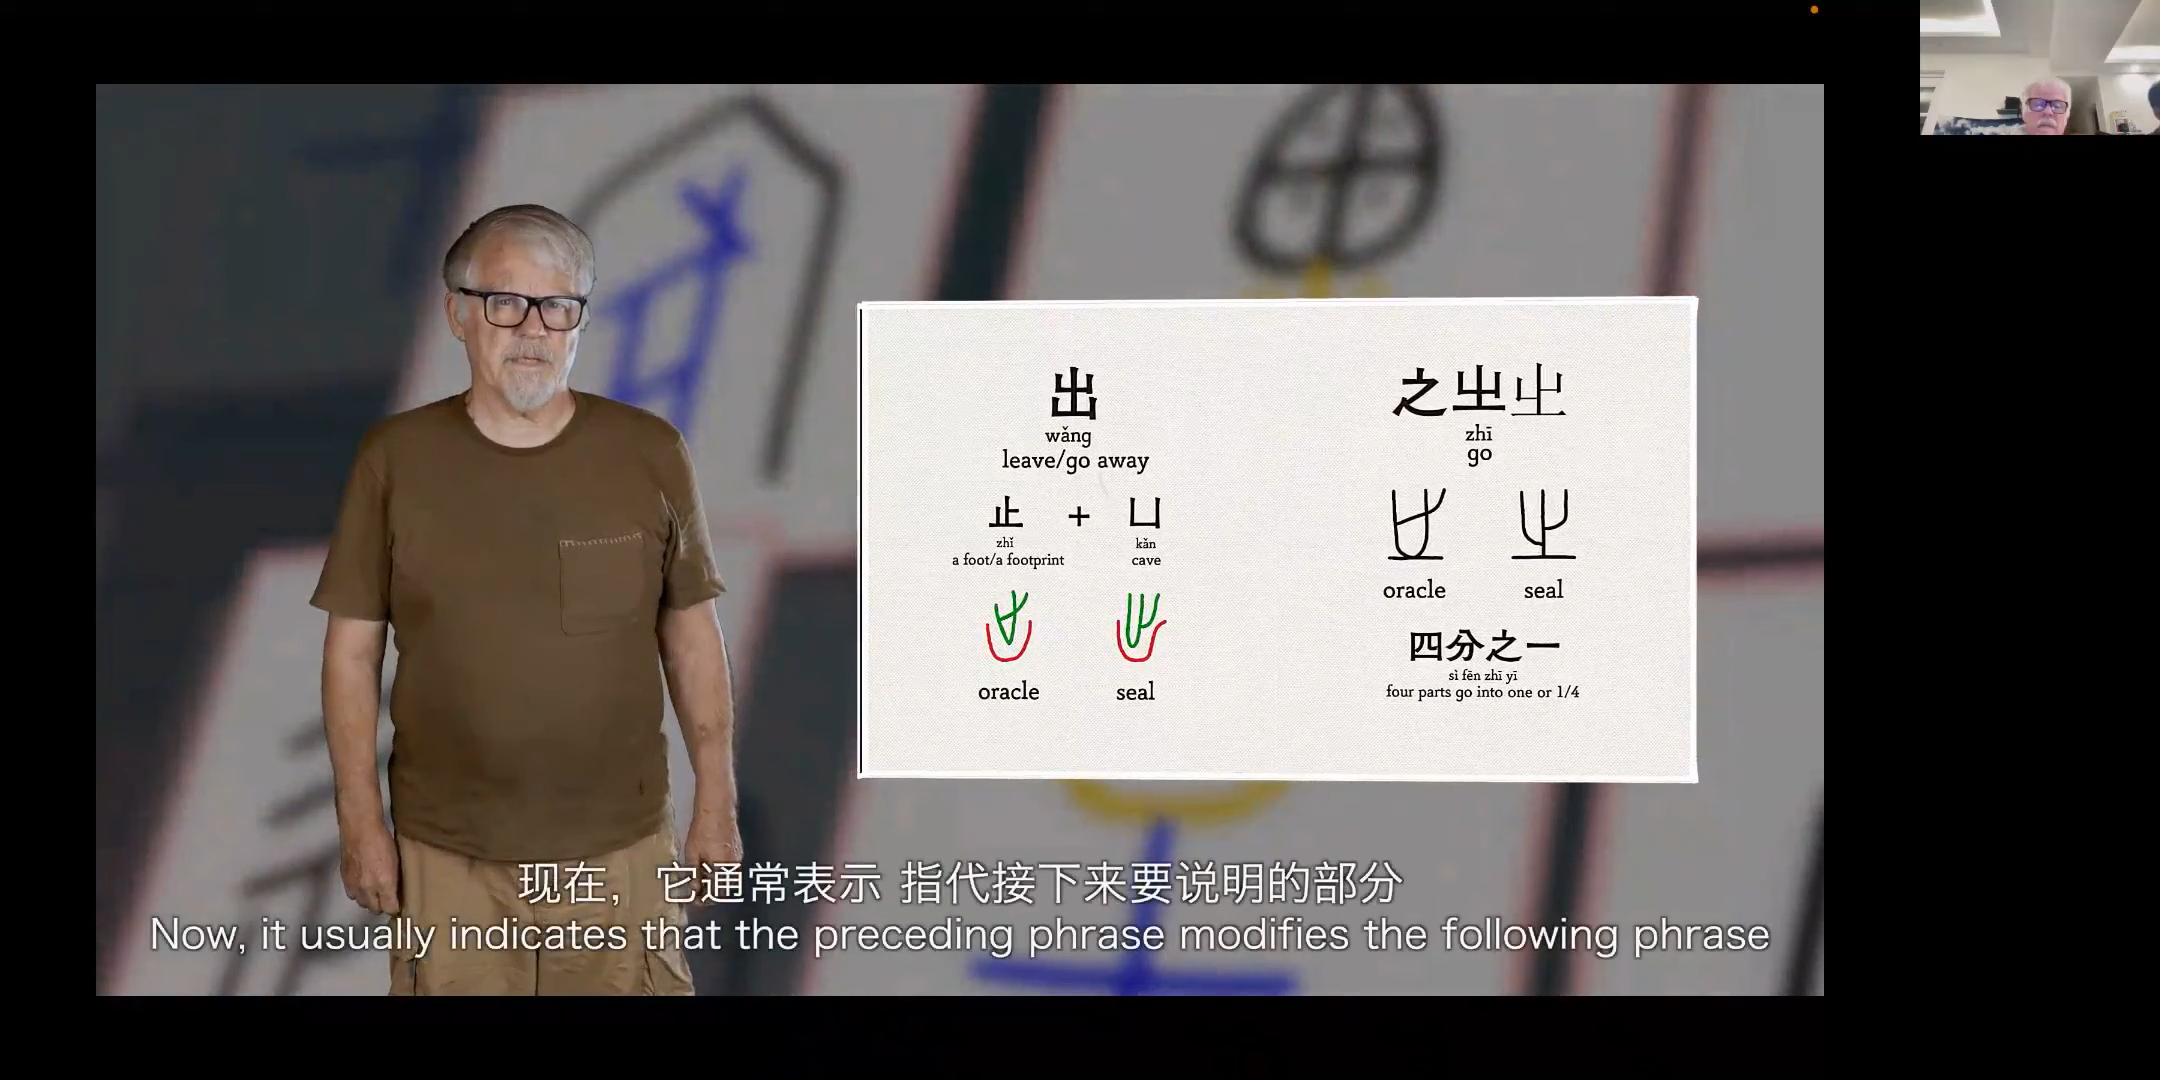 出
wǎng
leave/go away
止 + 凵
zhǐ kǎn
a foot/a footprint cave
oracle seal
之㞢㞢
zhī
go
oracle seal
四分之一
sì fēn zhī yī
four parts go into one or 1/4
现在，它通常表示 指代接下来要说明的部分
Now, it usually indicates that the preceding phrase modifies the following phrase